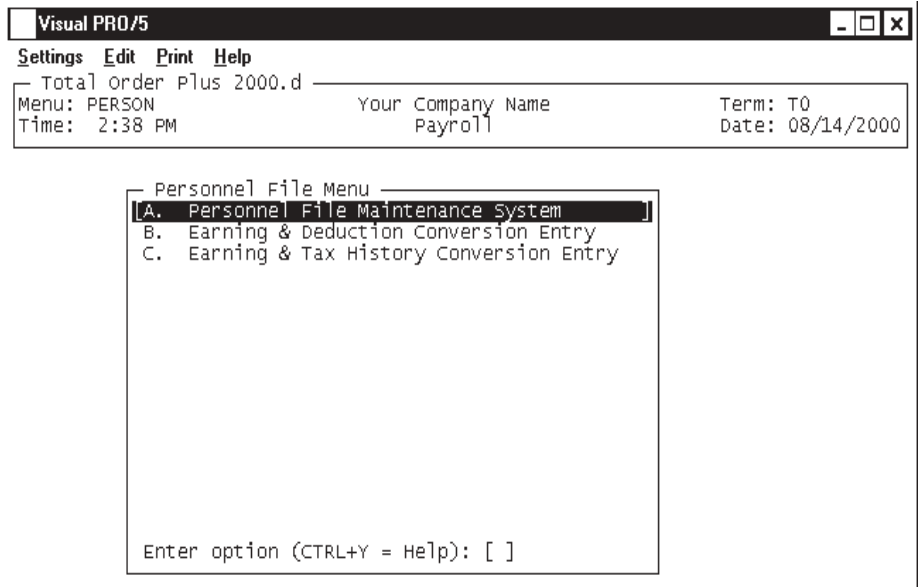 Visual PRO/5
Settings Edit Print Help
Total Order Plus 2000.d
Menu: PERSON Your Company Name Term: T0
Time: 2:38 PM Payroll Date: 08/14/2000
Personnel File Menu
[A. Personnel File Maintenance System ]
B. Earning & Deduction Conversion Entry
C. Earning & Tax History Conversion Entry
Enter option (CTRL+Y = Help): [ ]